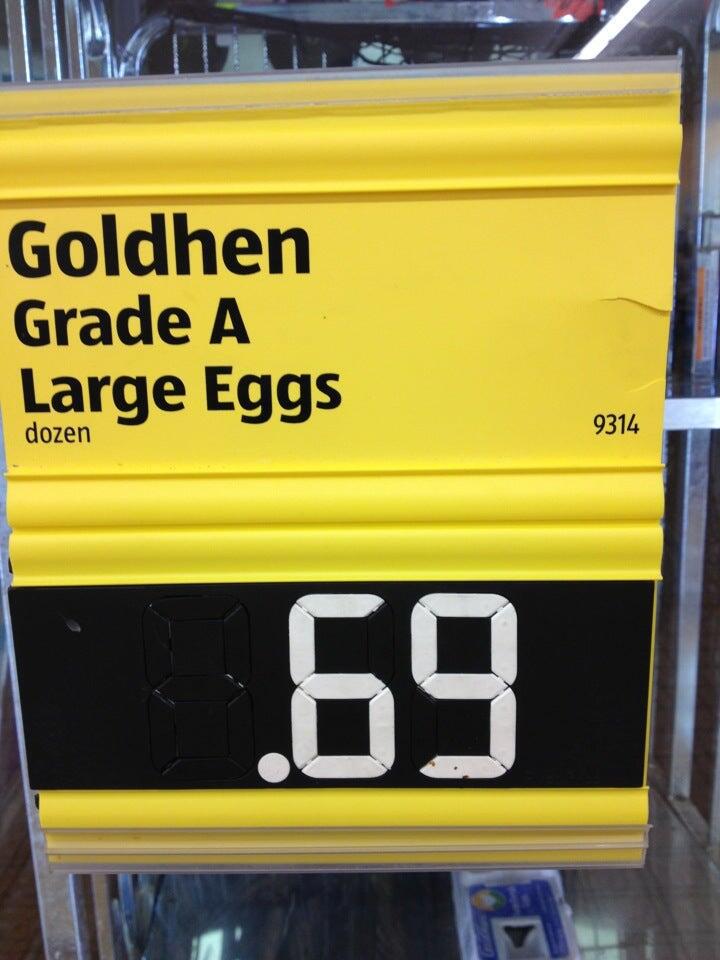 Goldhen
Grade A
Large Eggs
dozen 9314
.69